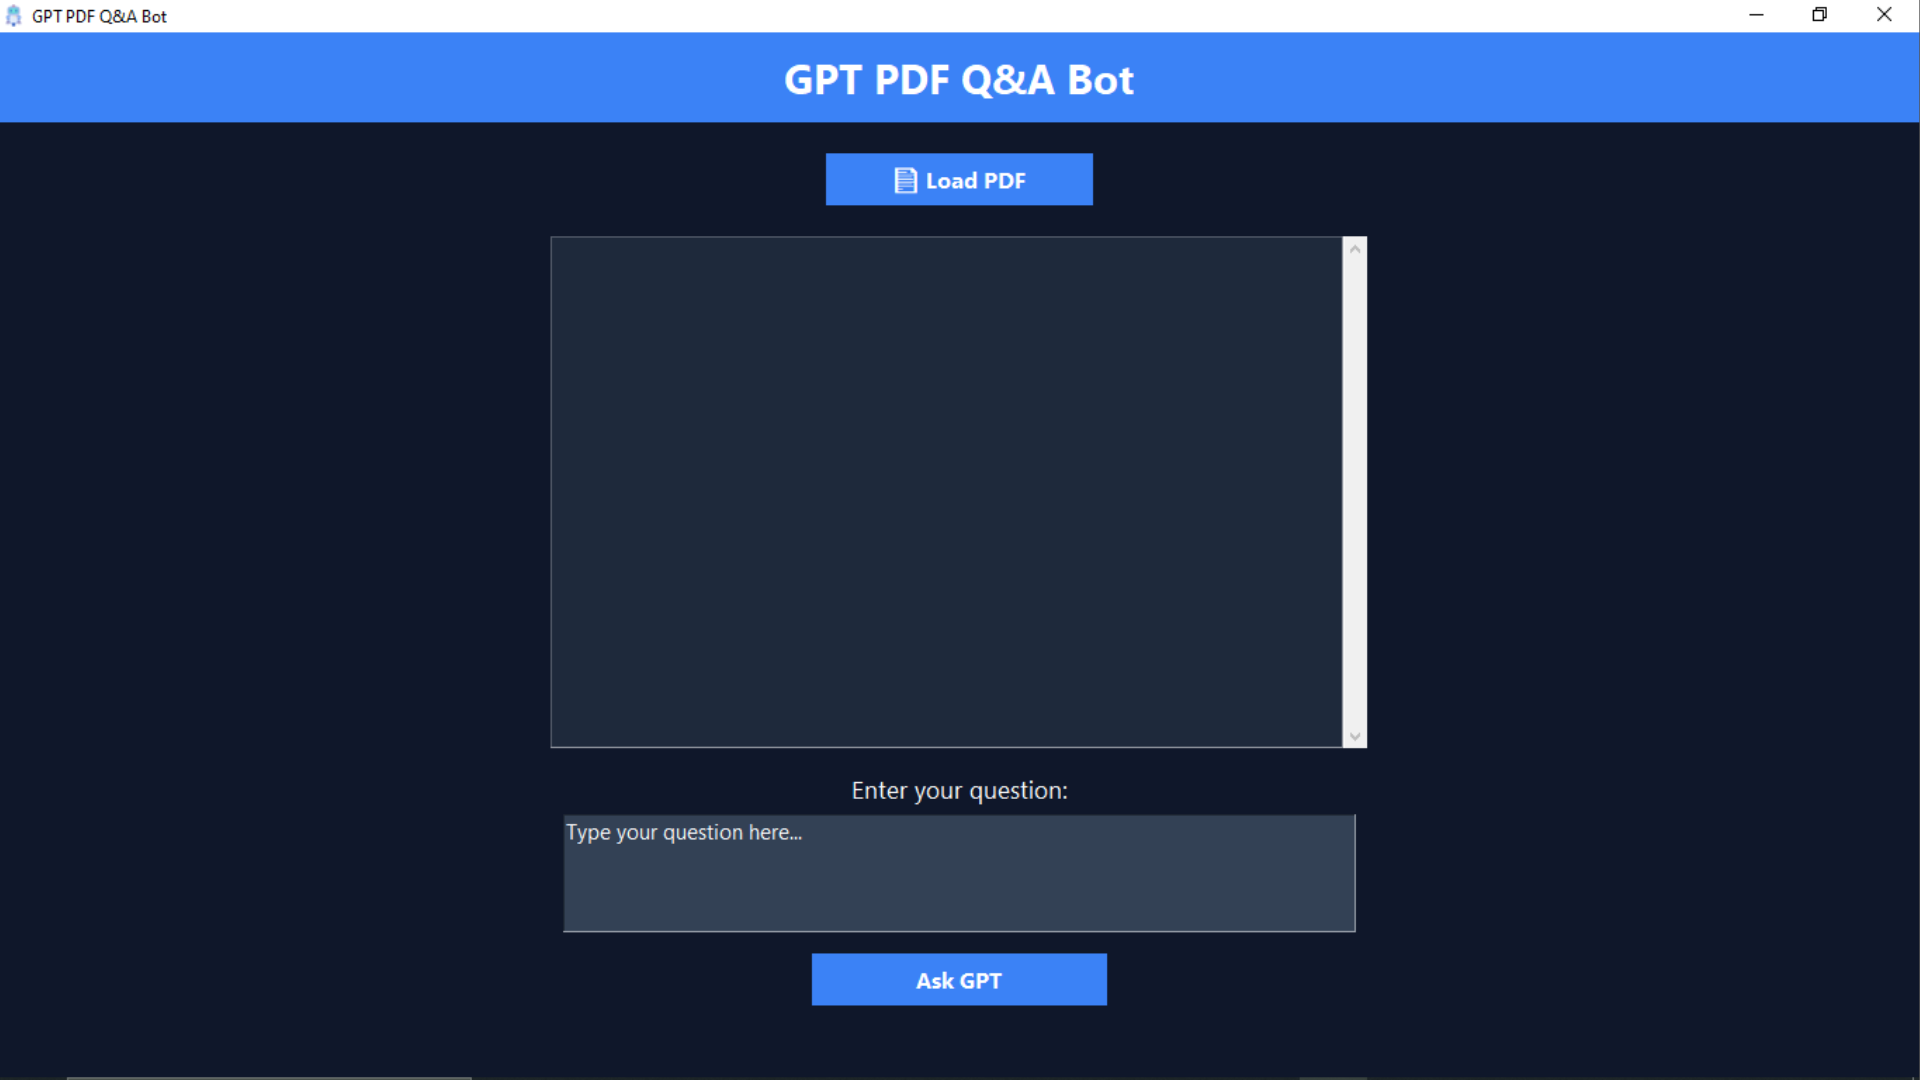 GPT PDF Q&A Bot
GPT PDF Q&A Bot
Load PDF
Enter your question:
Type your question here...
Ask GPT